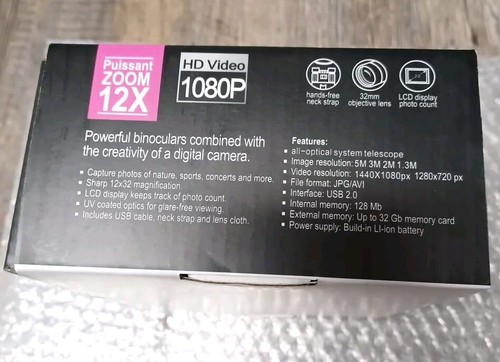 Puissant
ZOOM
12X
HD Video
1080P
hands-free
neck strap
32mm
objective lens
LCD display
photo count
Powerful binoculars combined with
the creativity of a digital camera.
• Capture photos of nature, sports, concerts and more.
• Sharp 12x32 magnification.
• LCD display keeps track of photo count.
• UV coated optics for glare-free viewing.
• Includes USB cable, neck strap and lens cloth.
Features:
• all-optical system telescope
• Image resolution: 5M 3M 2M 1.3M
• Video resolution: 1440X1080px 1280x720 px
• File format: JPG/AVI
• Interface: USB 2.0
• Internal memory: 128 Mb
• External memory: Up to 32 Gb memory card
• Power supply: Build-in LI-ion battery